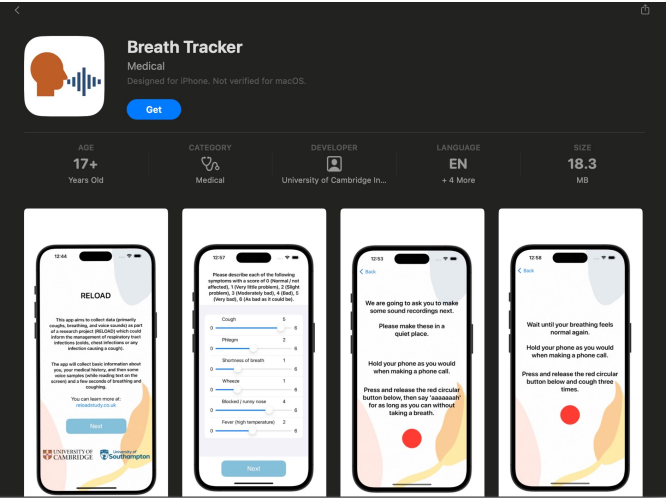 Breath Tracker
Medical
Designed for iPhone. Not verified for macOS.
Get
AGE
17+
Years Old
CATEGORY
Medical
DEVELOPER
University of Cambridge In...
LANGUAGE
EN
+ 4 More
SIZE
18.3
MB
12:44
RELOAD
This app aims to collect data (primarily
coughs, breathing, and voice sounds) as part
of a research project (RELOAD) which could
inform the management of respiratory tract
infections (colds, chest infections or any
infection causing a cough).
The app will collect basic information about
you, your medical history, and then some
voice samples (while reading text on the
screen) and a few seconds of breathing and
coughing.
You can learn more at:
reloadstudy.co.uk
Next
UNIVERSITY OF
CAMBRIDGE
University of
Southampton
12:57
Please describe each of the following
symptoms with a score of 0 (Normal / not
affected), 1 (Very little problem), 2 (Slight
problem), 3 (Moderately bad), 4 (Bad), 5
(Very bad), 6 (As bad as it could be).
Cough 5
0 6
Phlegm 2
0 6
Shortness of breath 1
0 6
Wheeze 1
0 6
Blocked / runny nose 4
0 6
Fever (high temperature) 2
0 6
Next
12:53
Back
We are going to ask you to make
some sound recordings next.
Please make these in a
quiet place.
Hold your phone as you would
when making a phone call.
Press and release the red circular
button below, then say 'aaaaaaah'
for as long as you can without
taking a breath.
12:58
Back
Wait until your breathing feels
normal again.
Hold your phone as you would
when making a phone call.
Press and release the red circular
button below and cough three
times.